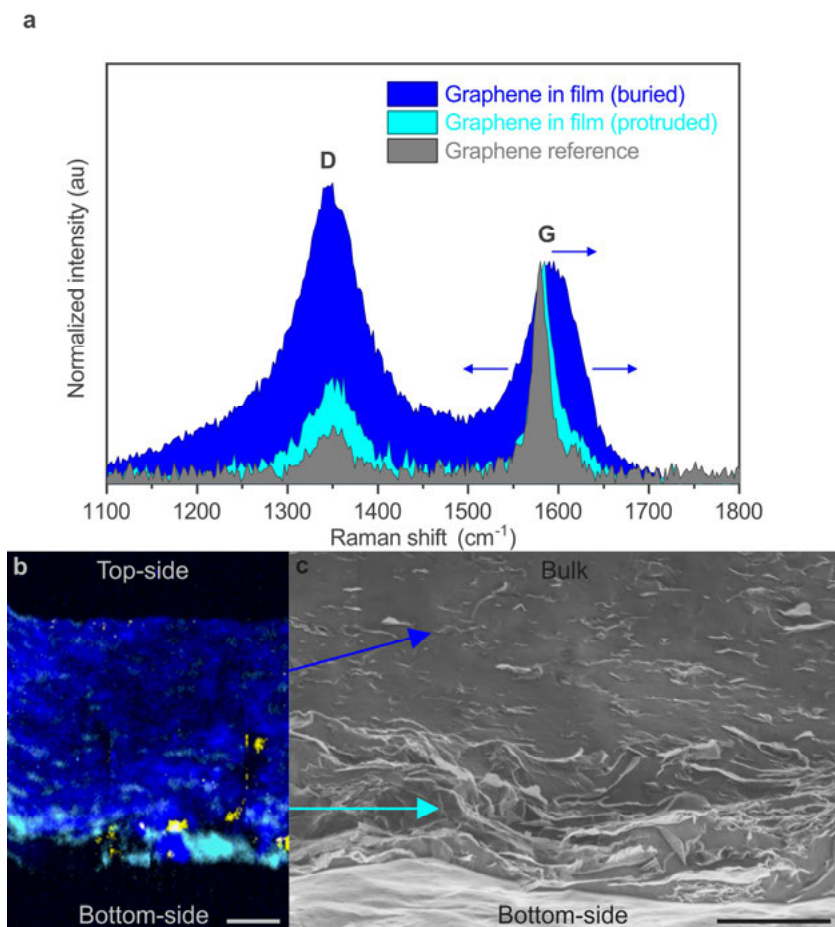 a
Graphene in film (buried)
Graphene in film (protruded)
Graphene reference
D
G
Normalized intensity (au)
1100 1200 1300 1400 1500 1600 1700 1800
Raman shift (cm⁻¹)
b Top-side
Bottom-side
c Bulk
Bottom-side